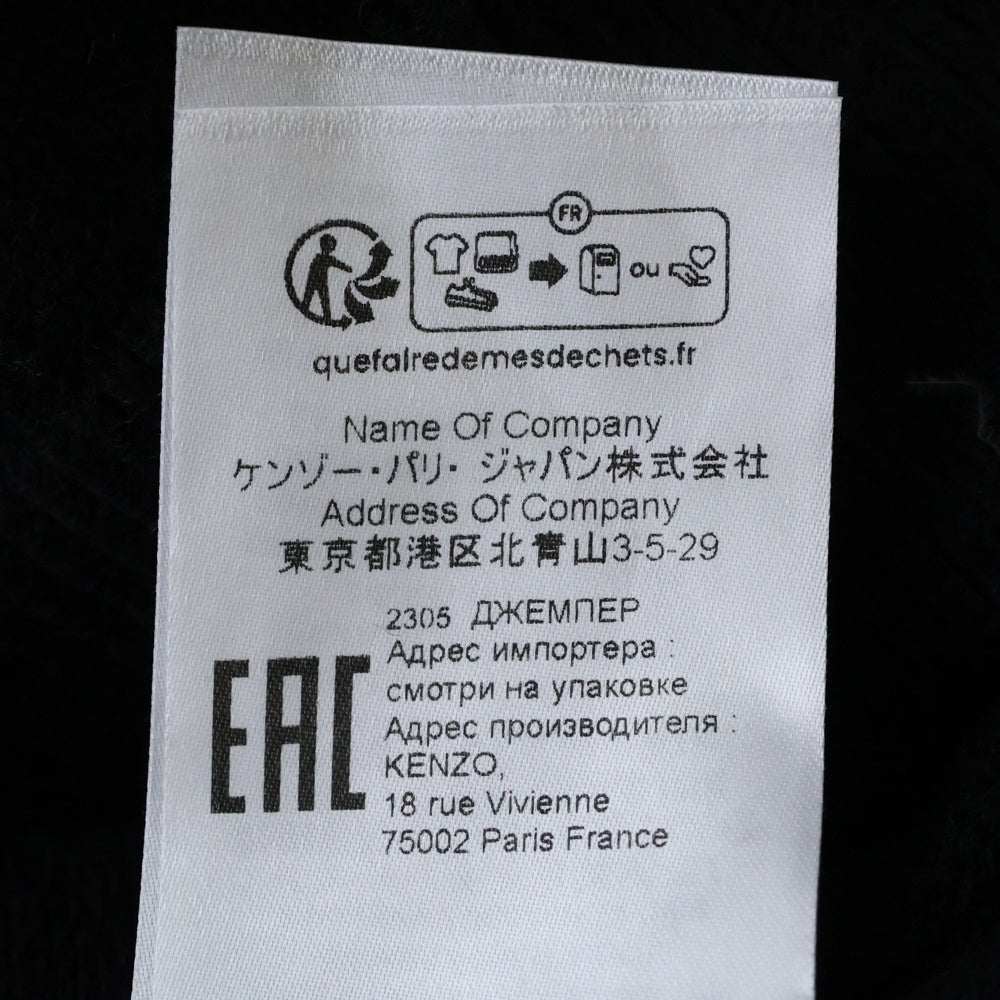 FR
ou
quefairedemesdechets.fr
Name Of Company
ケンゾー・パリ・ジャパン株式会社
Address Of Company
東京都港区北青山3-5-29
2305 ДЖЕМПЕР
Адрес импортера :
смотри на упаковке
Адрес производителя :
EAC
KENZO,
18 rue Vivienne
75002 Paris France